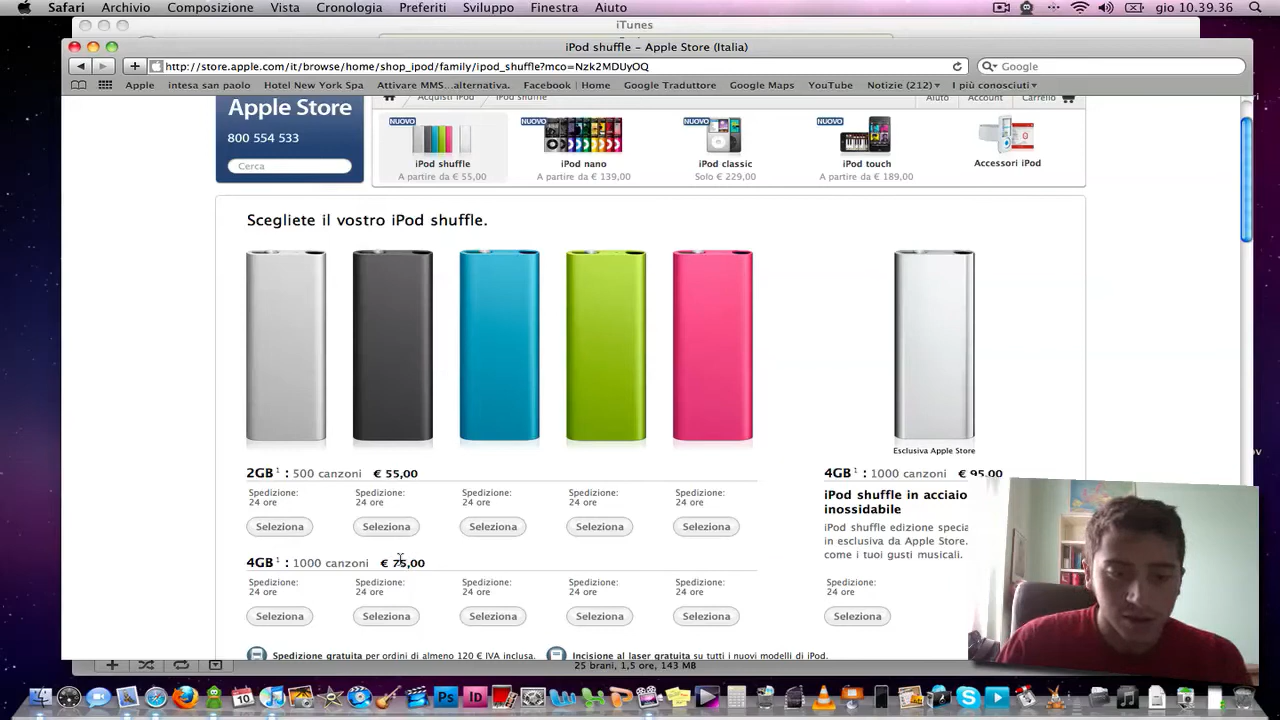 Safari Archivio Composizione Vista Cronologia Preferiti Sviluppo Finestra Aiuto gio 10.39.36
iTunes
iPod shuffle – Apple Store (Italia)
http://store.apple.com/it/browse/home/shop_ipod/family/ipod_shuffle?mco=Nzk2MDUyOQ Google
Apple intesa san paolo Hotel New York Spa Attivare MMS...alternativa. Facebook | Home Google Traduttore Google Maps YouTube Notizie (212) I più conosciuti
Acquisti iPod iPod shuffle Aiuto Account Carrello
Apple Store
800 554 533
Cerca
NUOVO NUOVO NUOVO NUOVO
iPod shuffle iPod nano iPod classic iPod touch Accessori iPod
A partire da € 55,00 A partire da € 139,00 Solo € 229,00 A partire da € 189,00
Scegliete il vostro iPod shuffle.
Esclusiva Apple Store
2GB 1 : 500 canzoni € 55,00 4GB 1 : 1000 canzoni € 95,00
Spedizione: Spedizione: Spedizione: Spedizione: Spedizione:
24 ore 24 ore 24 ore 24 ore 24 ore
Seleziona Seleziona Seleziona Seleziona Seleziona
iPod shuffle in acciaio
inossidabile
iPod shuffle edizione specia
in esclusiva da Apple Store.
come i tuoi gusti musicali.
4GB 1 : 1000 canzoni € 75,00
Spedizione: Spedizione: Spedizione: Spedizione: Spedizione: Spedizione:
24 ore 24 ore 24 ore 24 ore 24 ore 24 ore
Seleziona Seleziona Seleziona Seleziona Seleziona Seleziona
Spedizione gratuita per ordini di almeno 120 € IVA inclusa. Incisione al laser gratuita su tutti i nuovi modelli di iPod.
25 brani, 1,5 ore, 143 MB
10 Ps ID